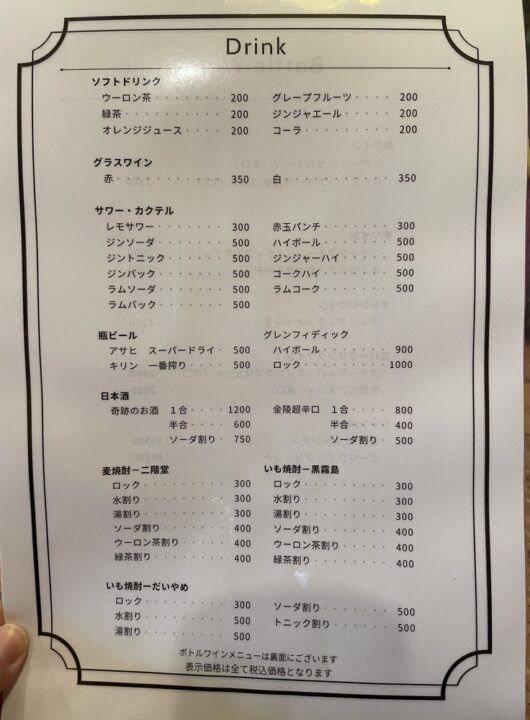 Drink
ソフトドリンク
ウーロン茶 ・・・・・・・ 200
緑茶 ・・・・・・・・・・ 200
オレンジジュース ・・・・ 200
グレープフルーツ ・・・・ 200
ジンジャエール ・・・・・ 200
コーラ ・・・・・・・・・ 200
グラスワイン
赤 ・・・・・・・・・・・ 350
白 ・・・・・・・・・・・ 350
サワー・カクテル
レモサワー ・・・・・・・ 300
ジンソーダ ・・・・・・・ 500
ジントニック ・・・・・・ 500
ジンバック ・・・・・・・ 500
ラムソーダ ・・・・・・・ 500
ラムバック ・・・・・・・ 500
赤玉パンチ ・・・・・・・ 300
ハイボール ・・・・・・・ 500
ジンジャーハイ ・・・・・ 500
コークハイ ・・・・・・・ 500
ラムコーク ・・・・・・・ 500
瓶ビール
アサヒ スーパードライ ・ 500
キリン 一番搾り ・・・・ 500
グレンフィディック
ハイボール ・・・・・・・ 900
ロック ・・・・・・・・・ 1000
日本酒
奇跡のお酒 1合 ・・・・ 1200
半合 ・・・・ 600
ソーダ割り ・ 750
金陵超辛口 1合 ・・・・ 800
半合 ・・・・ 400
ソーダ割り ・ 500
麦焼酎ー二階堂
ロック ・・・・・・・・・ 300
水割り ・・・・・・・・・ 300
湯割り ・・・・・・・・・ 300
ソーダ割り ・・・・・・・ 400
ウーロン茶割り ・・・・・ 400
緑茶割り ・・・・・・・・ 400
いも焼酎ー黒霧島
ロック ・・・・・・・・・ 300
水割り ・・・・・・・・・ 300
湯割り ・・・・・・・・・ 300
ソーダ割り ・・・・・・・ 400
ウーロン茶割り ・・・・・ 400
緑茶割り ・・・・・・・・ 400
いも焼酎ーだいやめ
ロック ・・・・・・・・・ 300
水割り ・・・・・・・・・ 500
湯割り ・・・・・・・・・ 500
ソーダ割り ・・・・・・・ 500
トニック割り ・・・・・・ 500
ボトルワインメニューは裏面にございます
表示価格は全て税込価格となります